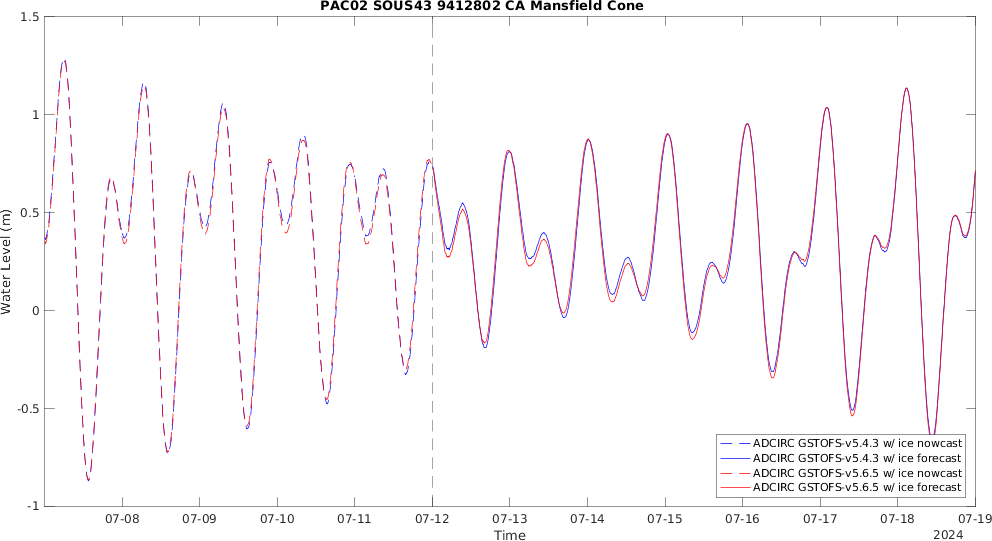 PAC02 SOUS43 9412802 CA Mansfield Cone
1.5
1
0.5
0
-0.5
-1
Water Level (m)
07-08
07-09
07-10
07-11
07-12
07-13
07-14
07-15
07-16
07-17
07-18
07-19
Time
2024
ADCIRC GSTOFS-v5.4.3 w/ ice nowcast
ADCIRC GSTOFS-v5.4.3 w/ ice forecast
ADCIRC GSTOFS-v5.6.5 w/ ice nowcast
ADCIRC GSTOFS-v5.6.5 w/ ice forecast